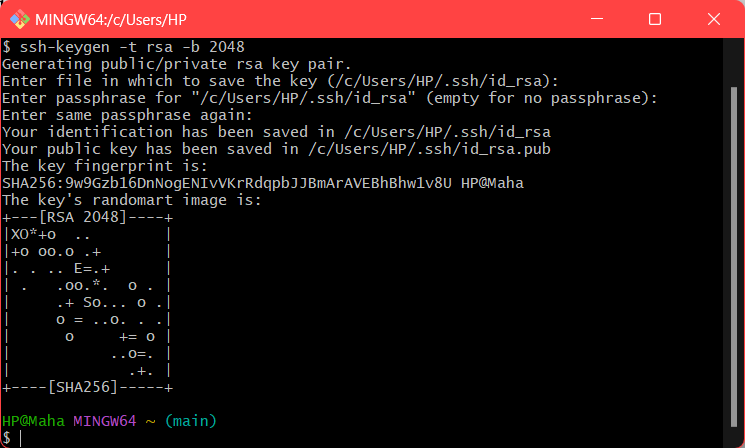 MINGW64:/c/Users/HP
$ ssh-keygen -t rsa -b 2048
Generating public/private rsa key pair.
Enter file in which to save the key (/c/Users/HP/.ssh/id_rsa):
Enter passphrase for "/c/Users/HP/.ssh/id_rsa" (empty for no passphrase):
Enter same passphrase again:
Your identification has been saved in /c/Users/HP/.ssh/id_rsa
Your public key has been saved in /c/Users/HP/.ssh/id_rsa.pub
The key fingerprint is:
SHA256:9w9Gzb16DnNogENIvVKrRdqpbJJBmArAVEBhBhw1v8U HP@Maha
The key's randomart image is:
+---[RSA 2048]----+
|XO*+o  ..        |
|+o oo.o .+       |
|. . .. E=.+      |
| .   .oo.*.  o . |
|     .+ So... o .|
|     o = ..o. . .|
|      o     += o |
|           ..o=. |
|             .+. |
+----[SHA256]-----+
HP@Maha MINGW64 ~ (main)
$